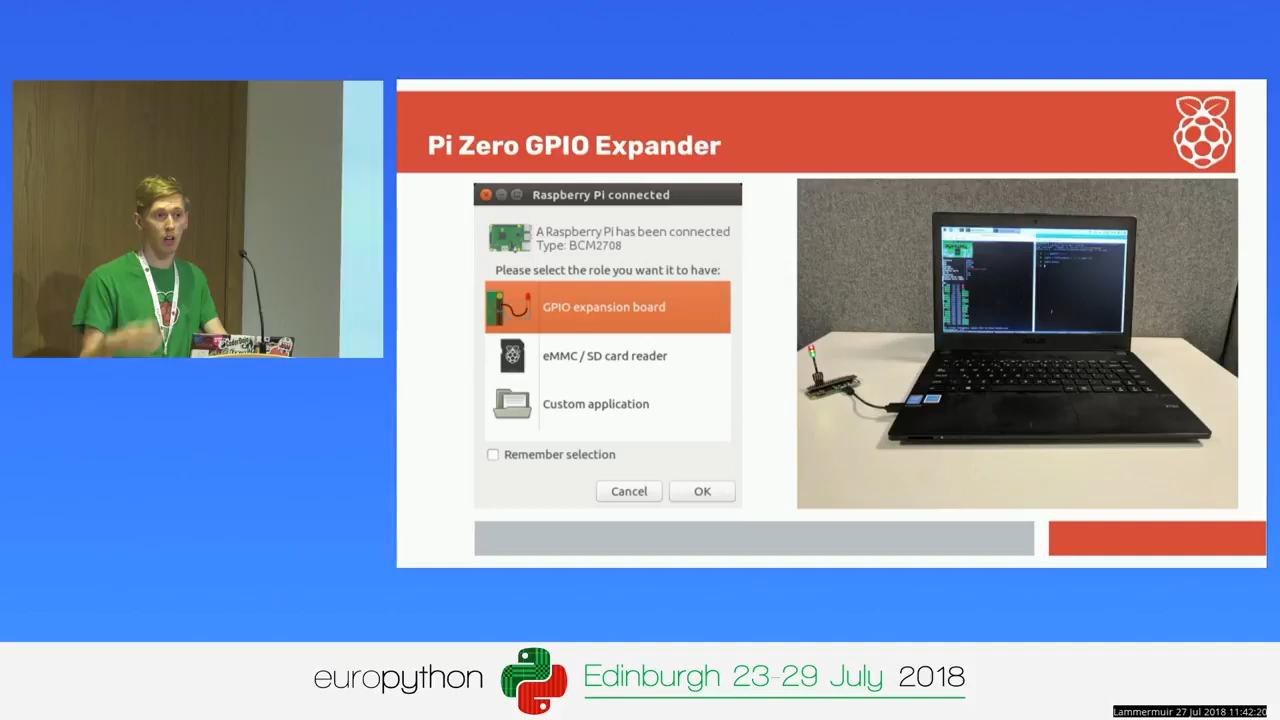 Pi Zero GPIO Expander
Raspberry Pi connected
A Raspberry Pi has been connected
Type: BCM2708
Please select the role you want it to have:
GPIO expansion board
eMMC / SD card reader
Custom application
Remember selection
Cancel
OK
europython
Edinburgh 23-29 July 2018
Lammermuir 27 Jul 2018 11:42:20